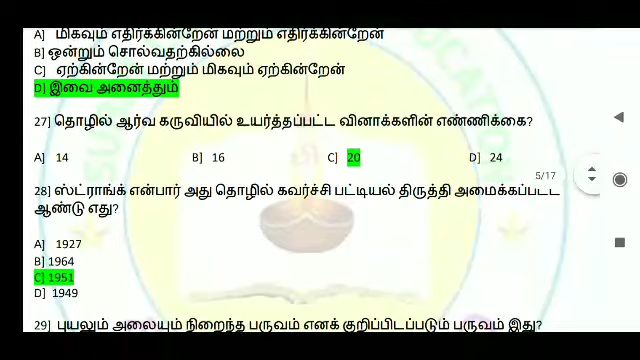 A] மிகவும் எதிர்க்கின்றேன் மற்றும் எதிர்க்கின்றேன்
B] ஒன்றும் சொல்வதற்கில்லை
C] ஏற்கின்றேன் மற்றும் மிகவும் ஏற்கின்றேன்
D] இவை அனைத்தும்
27] தொழில் ஆர்வ கருவியில் உயர்த்தப்பட்ட வினாக்களின் எண்ணிக்கை?
A] 14 B] 16 C] 20 D] 24
5/17
28] ஸ்ட்ராங்க் என்பார் அது தொழில் கவர்ச்சி பட்டியல் திருத்தி அமைக்கப்பட்ட
ஆண்டு எது?
A] 1927
B] 1964
C] 1951
D] 1949
29] புயலும் அலையும் நிறைந்த பருவம் எனக் குறிப்பிடப்படும் பருவம் இது?